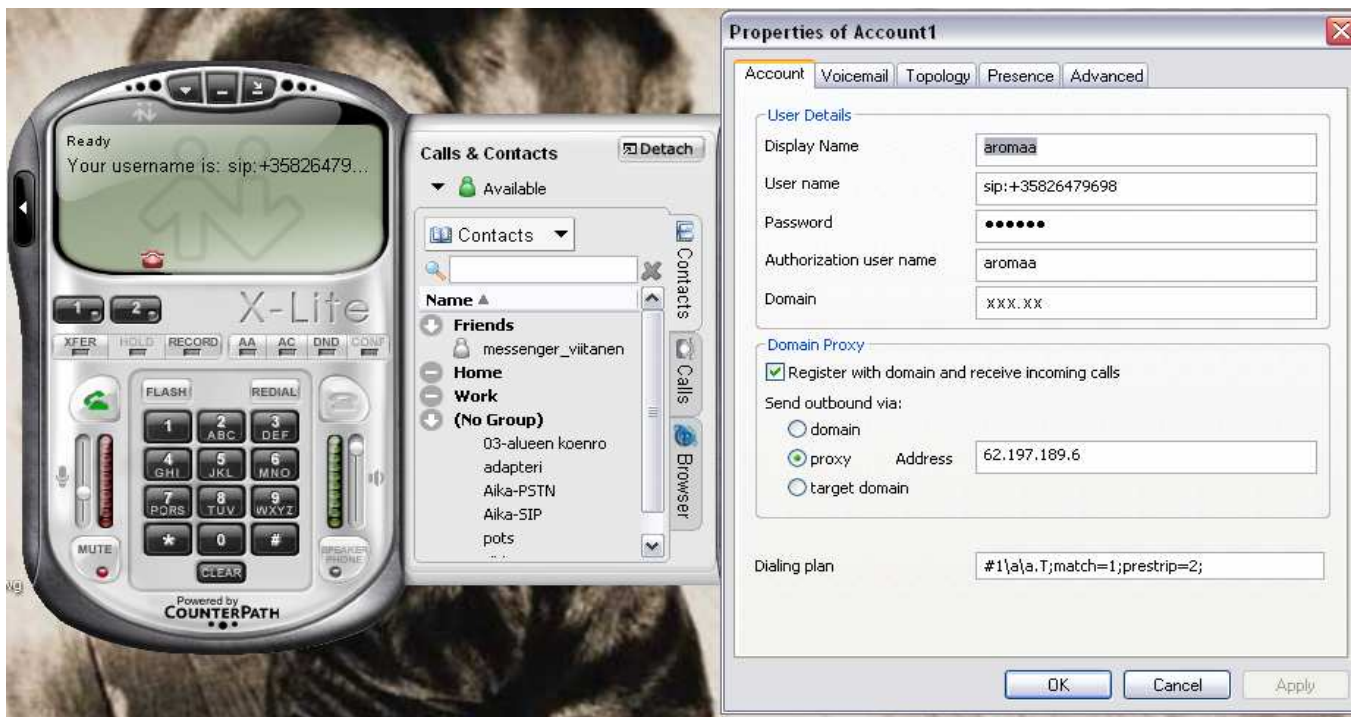 Ready
Your username is: sip:+35826479...
1 2
X-Lite
XFER HOLD RECORD AA AC DND CONF
FLASH REDIAL
1 2 ABC 3 DEF
4 GHI 5 JKL 6 MNO
7 PQRS 8 TUV 9 WXYZ
* 0 #
MUTE
SPEAKER PHONE
CLEAR
Powered by
COUNTERPATH
Calls & Contacts
Detach
Available
Contacts
Name
Friends
messenger_viitanen
Home
Work
(No Group)
03-alueen koenro
adapteri
Aika-PSTN
Aika-SIP
pots
Contacts
Calls
Browser
Properties of Account1
Account Voicemail Topology Presence Advanced
User Details
Display Name aromaa
User name sip:+35826479698
Password ●●●●●●
Authorization user name aromaa
Domain xxx.xx
Domain Proxy
Register with domain and receive incoming calls
Send outbound via:
domain
proxy Address 62.197.189.6
target domain
Dialing plan #1\a\a.T;match=1;prestrip=2;
OK Cancel Apply